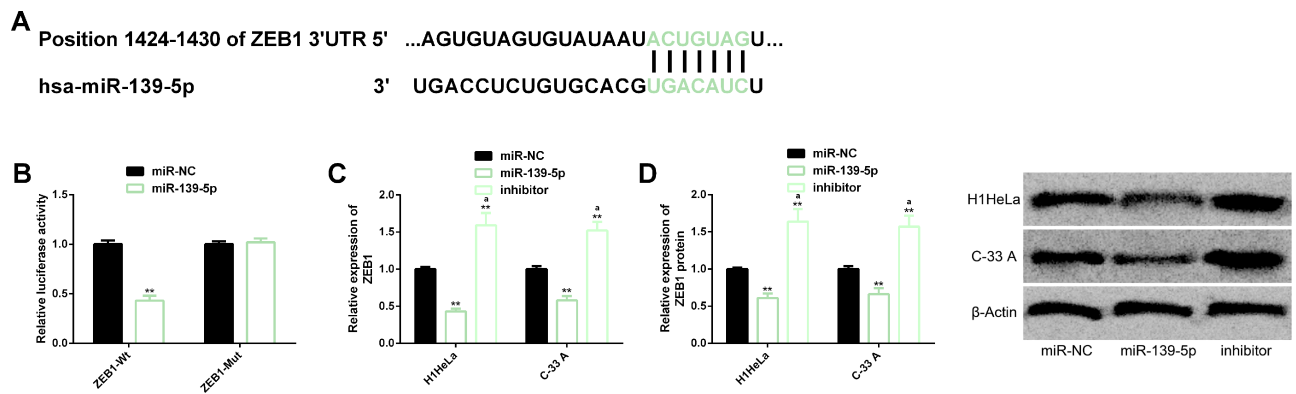 A
Position 1424-1430 of ZEB1 3'UTR 5' ...AGUGUAGUGUAUAAUACUGUAGU...
hsa-miR-139-5p 3' UGACCUCUGUGCACGUGACAUCU
B
miR-NC
miR-139-5p
Relative luciferase activity
1.5
1.0
0.5
0.0
**
ZEB1-Wt
ZEB1-Mut
C
miR-NC
miR-139-5p
inhibitor
Relative expression of
ZEB1
2.0
1.5
1.0
0.5
0.0
**
a
**
**
a
**
H1HeLa
C-33 A
D
miR-NC
miR-139-5p
inhibitor
Relative expression of
ZEB1 protein
2.0
1.5
1.0
0.5
0.0
**
a
**
**
a
**
H1HeLa
C-33 A
H1HeLa
C-33 A
β-Actin
miR-NC miR-139-5p inhibitor